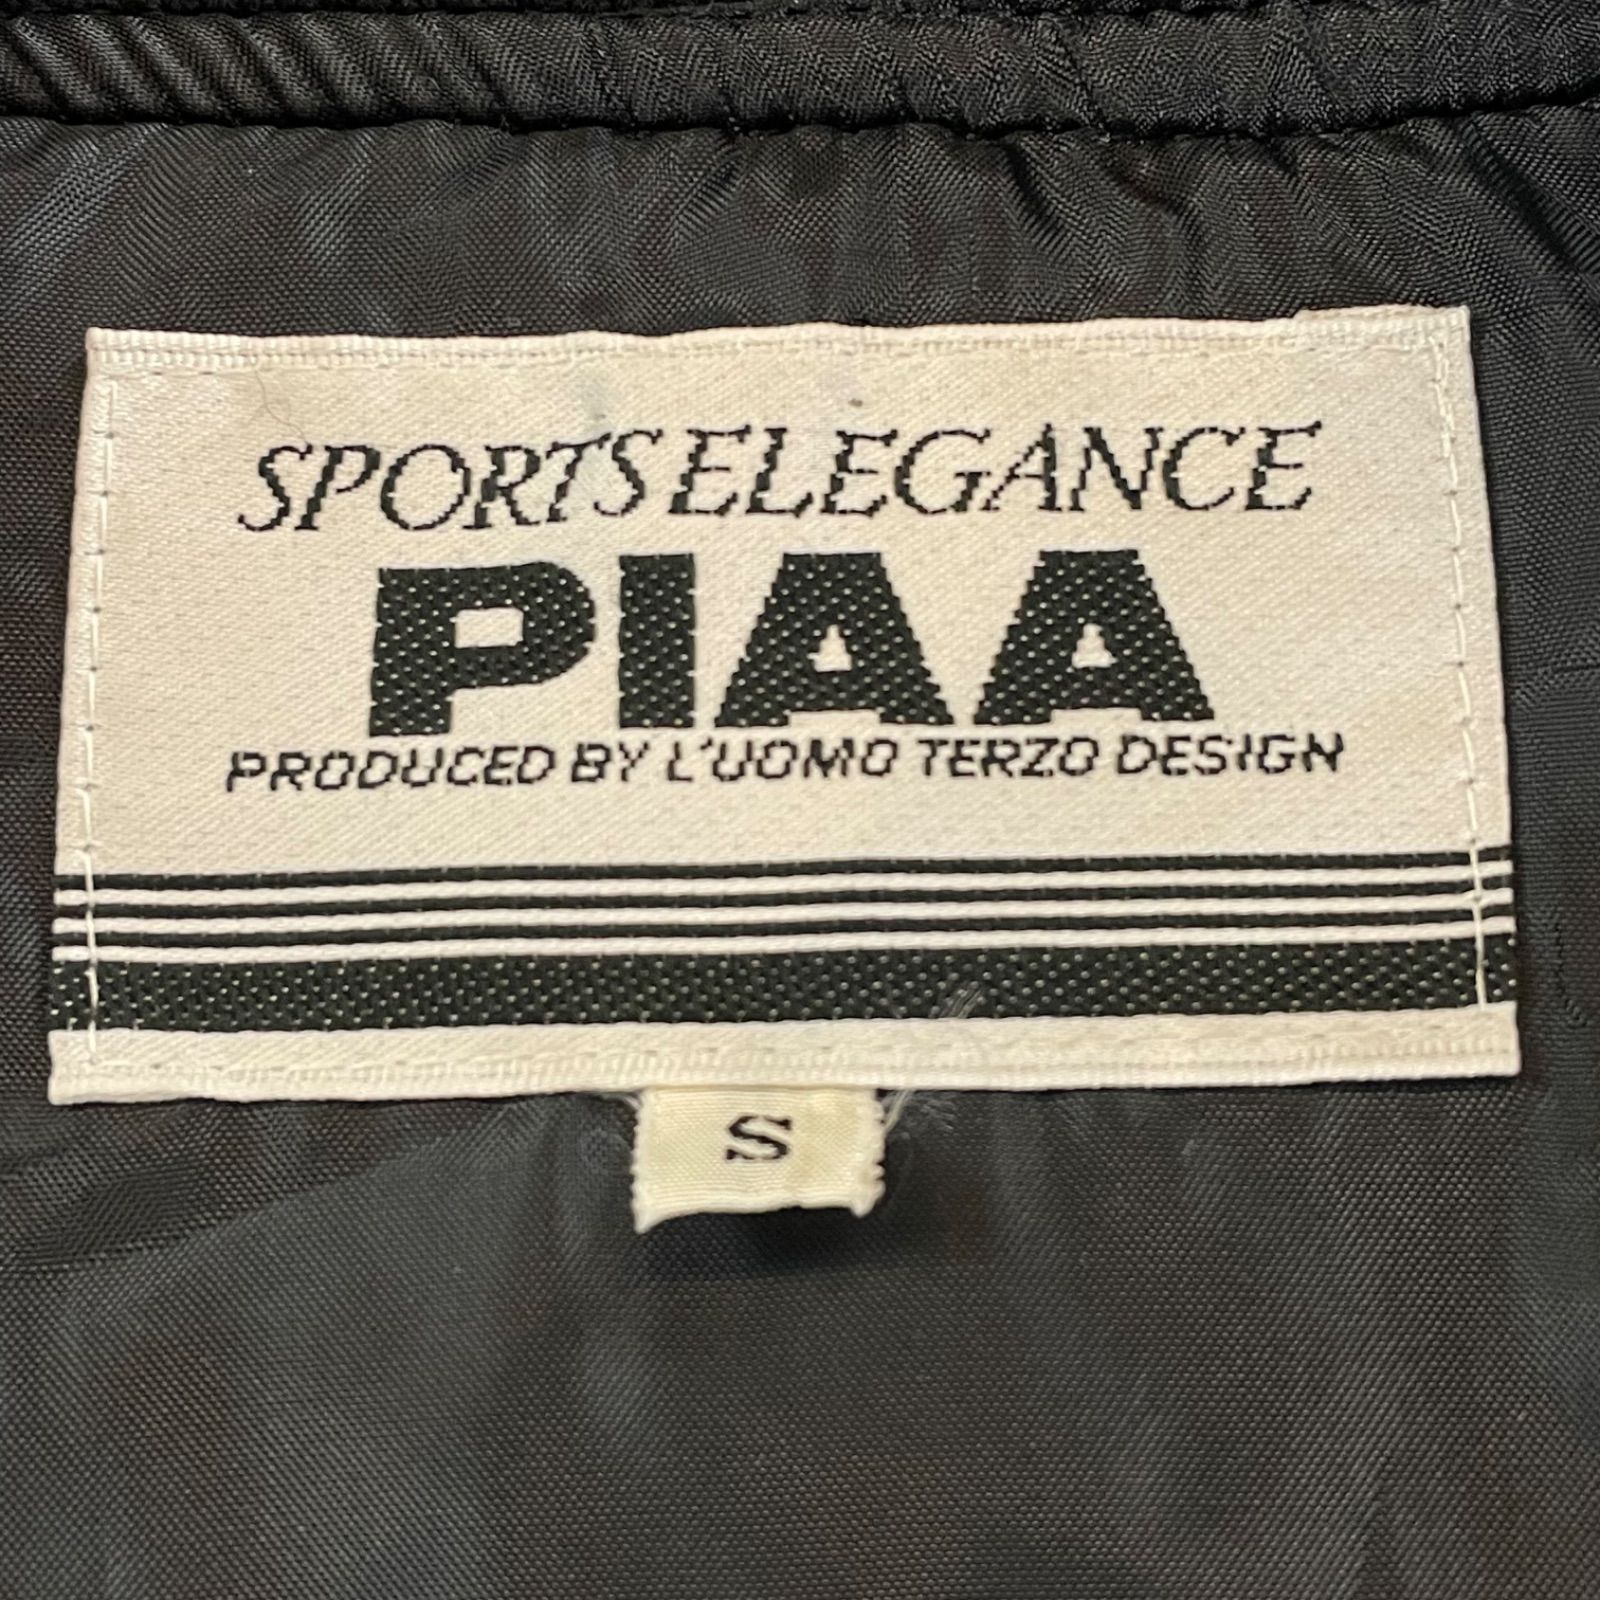 SPORTS ELEGANCE
PIAA
PRODUCED BY L'UOMO TERZO DESIGN
S